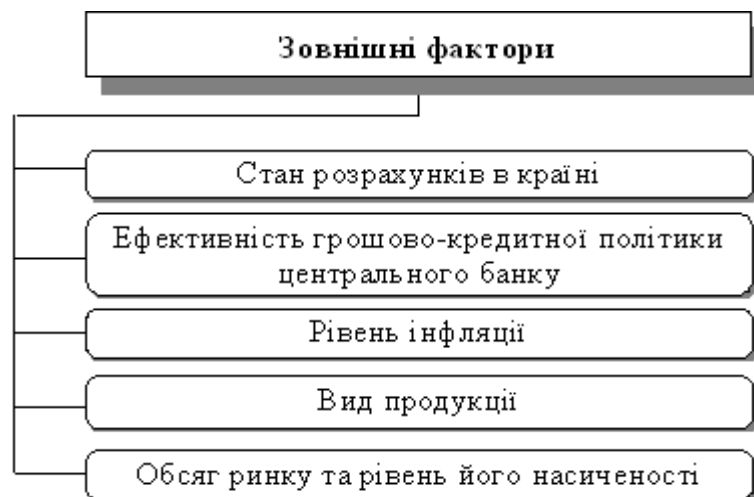 Зовнішні фактори
Стан розрахунків в країні
Ефективність грошово-кредитної політики
центрального банку
Рівень інфляції
Вид продукції
Обсяг ринку та рівень його насиченості